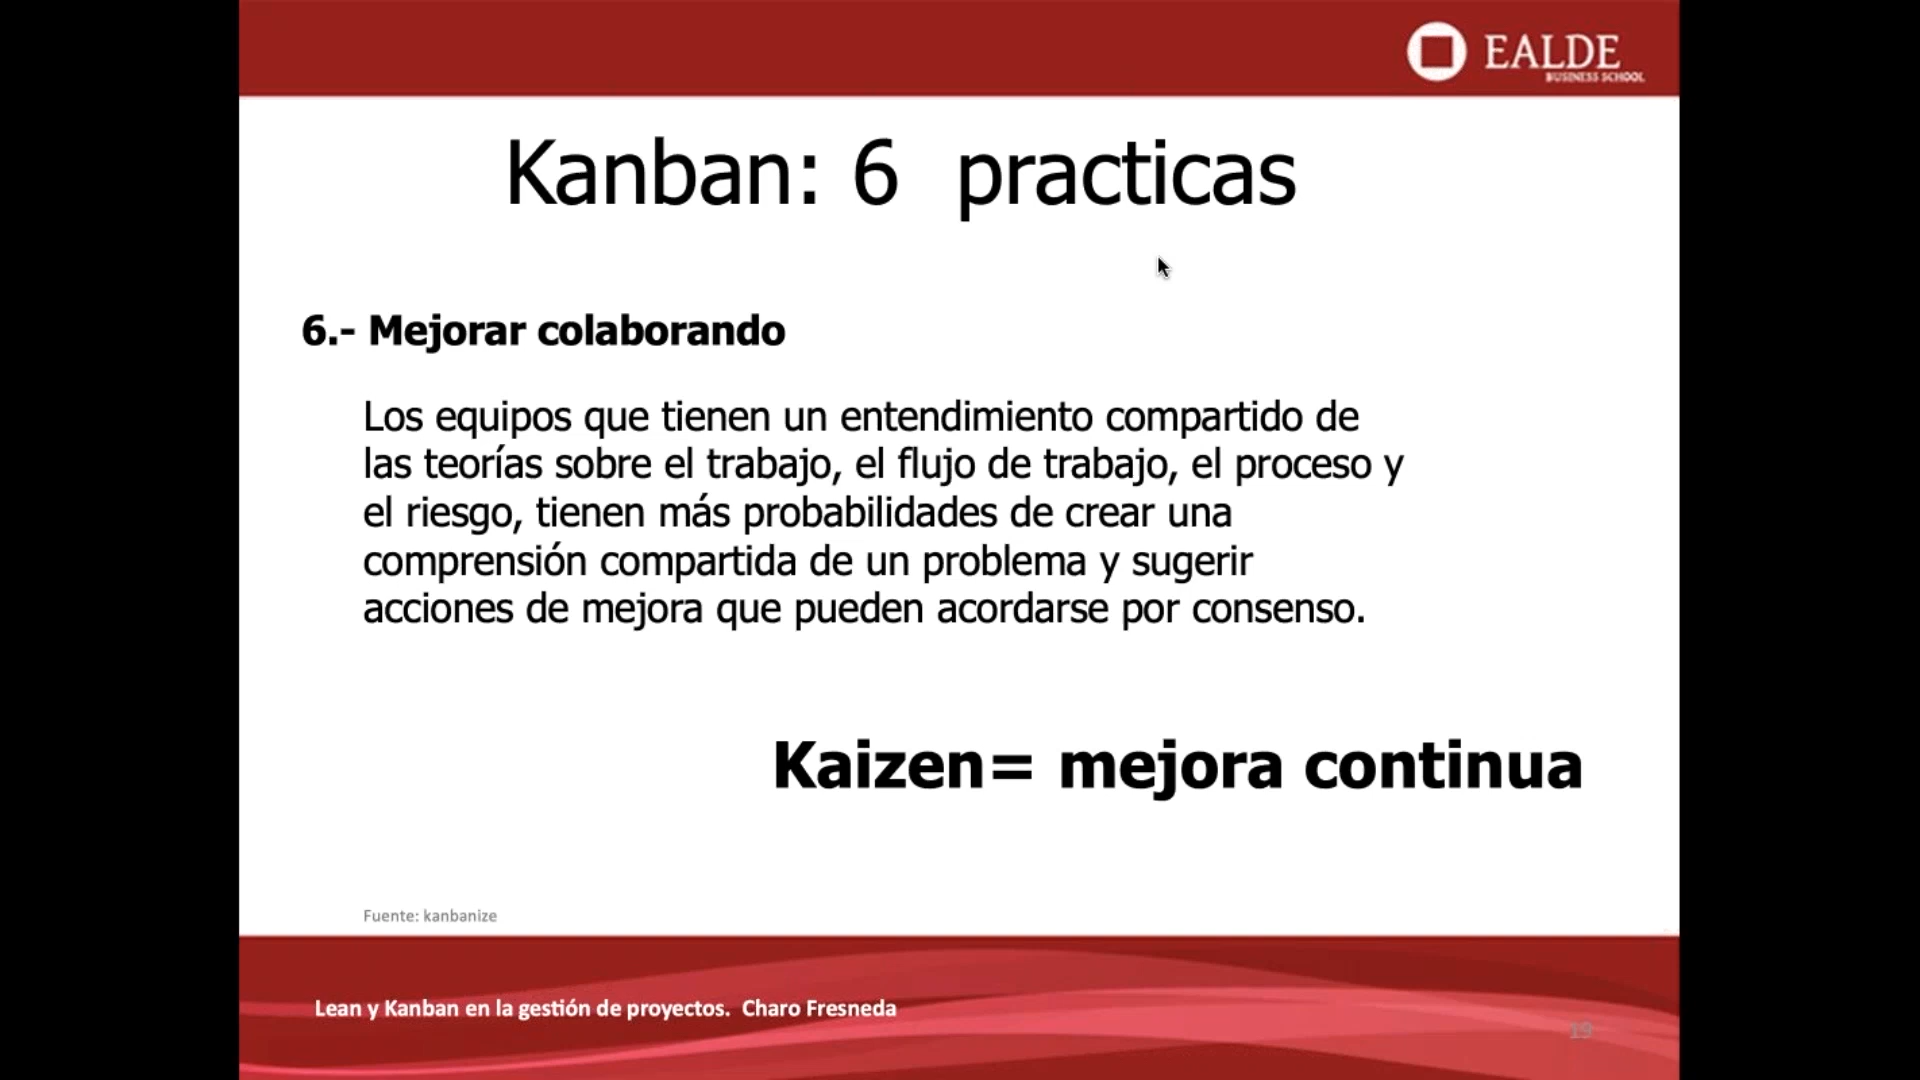 EALDE
BUSINESS SCHOOL
Kanban: 6  practicas
6.- Mejorar colaborando
Los equipos que tienen un entendimiento compartido de
las teorías sobre el trabajo, el flujo de trabajo, el proceso y
el riesgo, tienen más probabilidades de crear una
comprensión compartida de un problema y sugerir
acciones de mejora que pueden acordarse por consenso.
Kaizen= mejora continua
Fuente: kanbanize
Lean y Kanban en la gestión de proyectos.  Charo Fresneda
19